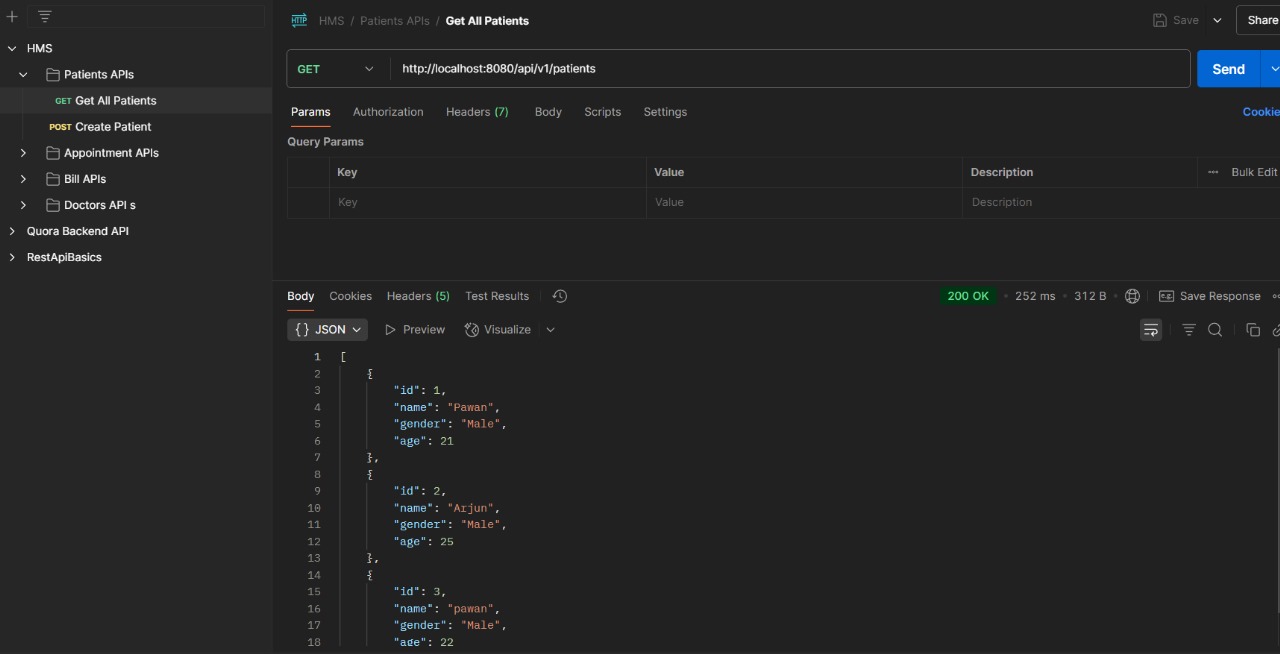 HMS
Patients APIs
GET Get All Patients
POST Create Patient
Appointment APIs
Bill APIs
Doctors API s
Quora Backend API
RestApiBasics
HTTP HMS / Patients APIs / Get All Patients
Save
Share
GET http://localhost:8080/api/v1/patients
Send
Params Authorization Headers (7) Body Scripts Settings
Cookie
Query Params
Key Value Description ••• Bulk Edit
Key Value Description
Body Cookies Headers (5) Test Results
200 OK • 252 ms • 312 B • Save Response
{} JSON Preview Visualize
1 [
2 {
3 "id": 1,
4 "name": "Pawan",
5 "gender": "Male",
6 "age": 21
7 },
8 {
9 "id": 2,
10 "name": "Arjun",
11 "gender": "Male",
12 "age": 25
13 },
14 {
15 "id": 3,
16 "name": "pawan",
17 "gender": "Male",
18 "age": 22